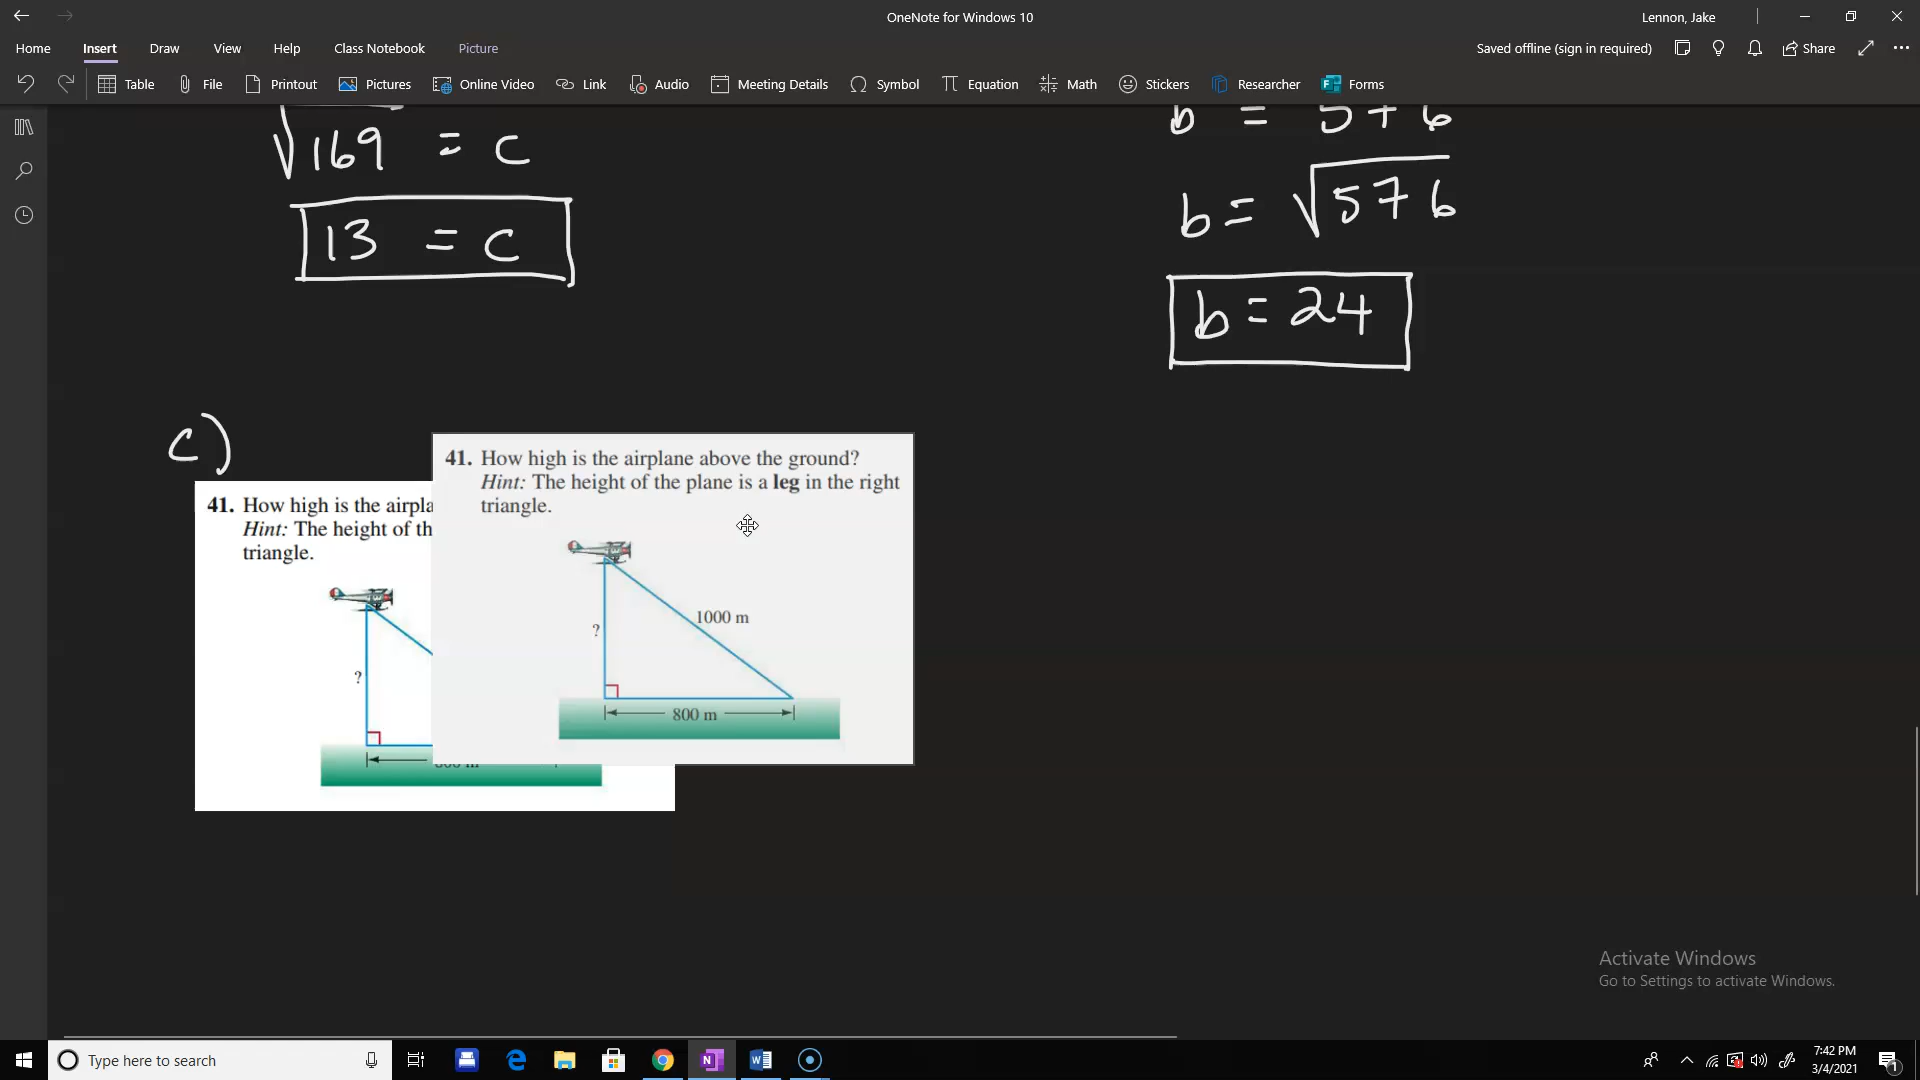 OneNote for Windows 10
Lennon, Jake
Home Insert Draw View Help Class Notebook Picture
Saved offline (sign in required) Share
Table File Printout Pictures Online Video Link Audio Meeting Details Symbol Equation Math Stickers Researcher Forms
√169 = c
13 = c
b = √576
b = 24
c)
41. How high is the airplane above the ground?
Hint: The height of the plane is a leg in the right
triangle.
?
1000 m
800 m
41. How high is the airpla
Hint: The height of th
triangle.
?
Activate Windows
Go to Settings to activate Windows.
Type here to search
7:42 PM
3/4/2021
1